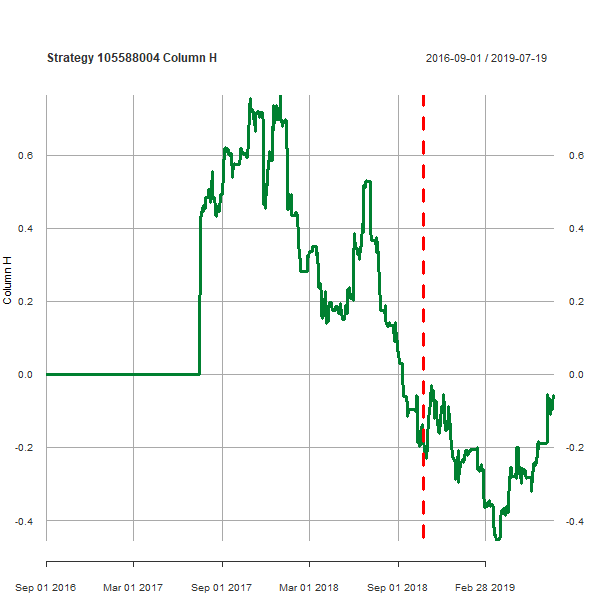 Strategy 105588004 Column H
2016-09-01 / 2019-07-19
Column H
0.6
0.6
0.4
0.4
0.2
0.2
0.0
0.0
-0.2
-0.2
-0.4
-0.4
Sep 01 2016
Mar 01 2017
Sep 01 2017
Mar 01 2018
Sep 01 2018
Feb 28 2019